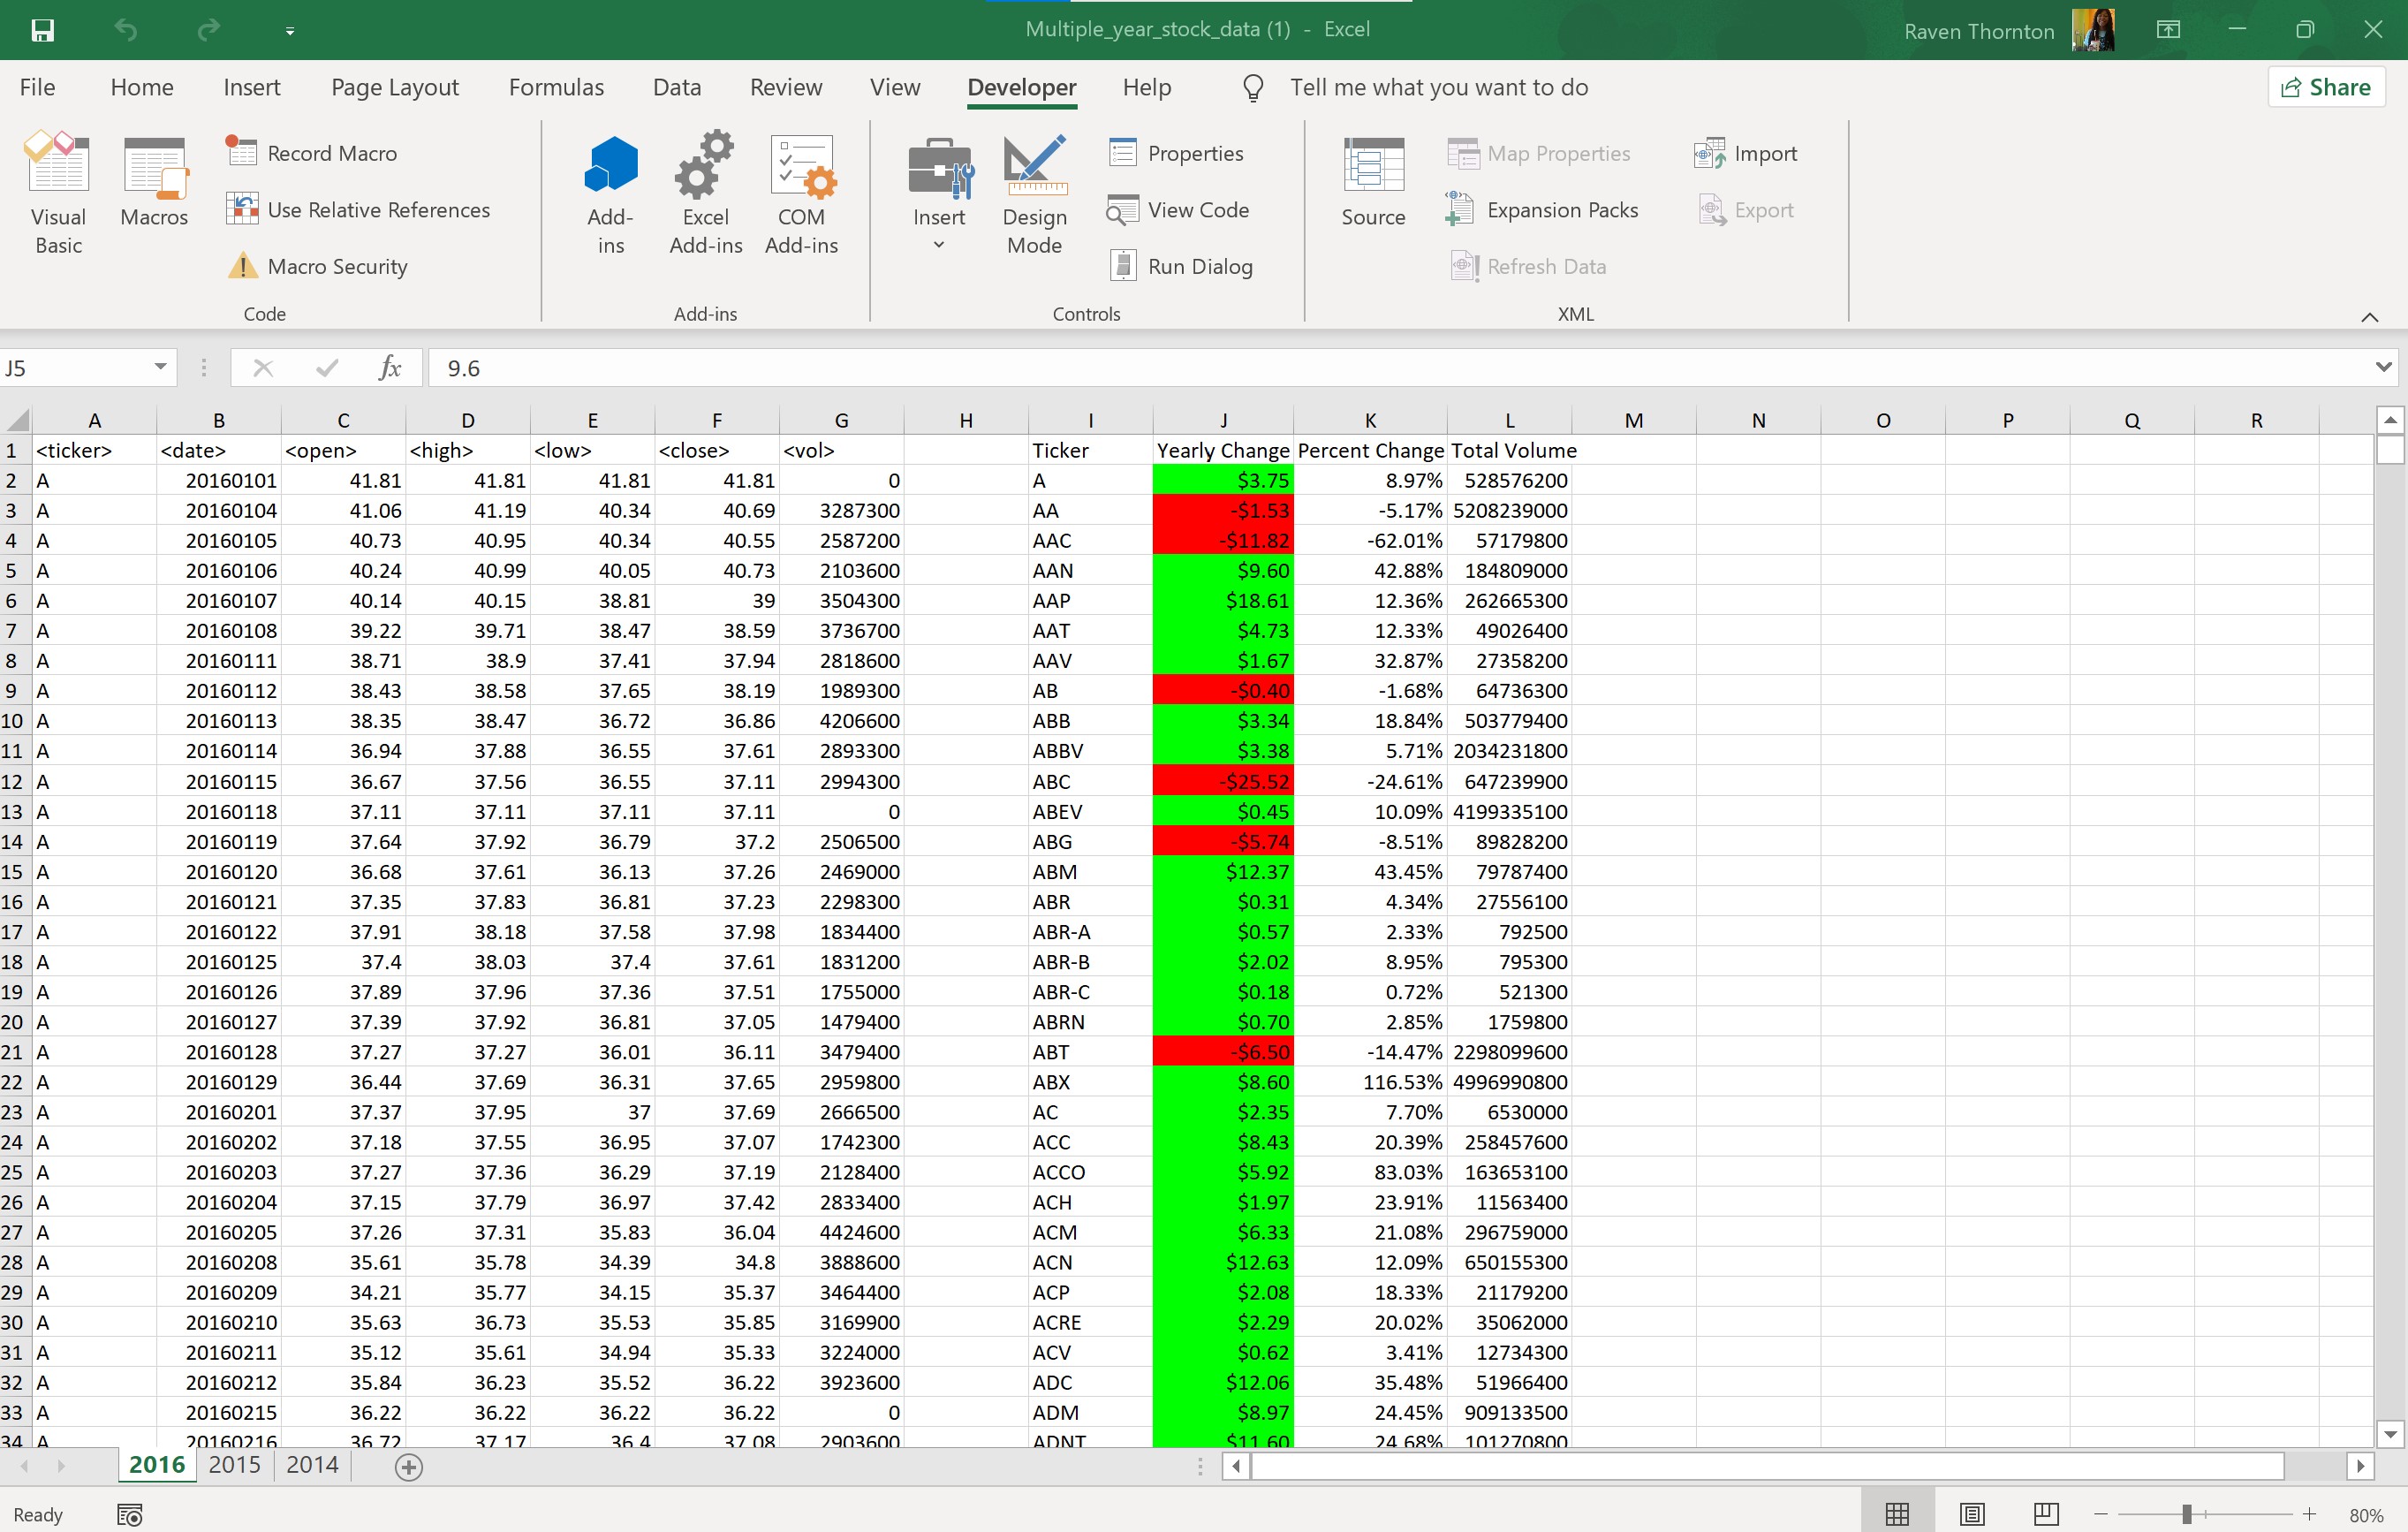 Multiple_year_stock_data (1) - Excel Raven Thornton
File Home Insert Page Layout Formulas Data Review View Developer Help Tell me what you want to do Share
Visual Basic Macros Record Macro Use Relative References Macro Security Add-ins Excel Add-ins COM Add-ins Insert Design Mode Properties View Code Run Dialog Source Map Properties Expansion Packs Refresh Data Import Export
Code Add-ins Controls XML
J5 fx 9.6
A B C D E F G H I J K L M N O P Q R
1 <ticker> <date> <open> <high> <low> <close> <vol> Ticker Yearly Change Percent Change Total Volume
2 A 20160101 41.81 41.81 41.81 41.81 0 A $3.75 8.97% 528576200
3 A 20160104 41.06 41.19 40.34 40.69 3287300 AA -$1.53 -5.17% 5208239000
4 A 20160105 40.73 40.95 40.34 40.55 2587200 AAC -$11.82 -62.01% 57179800
5 A 20160106 40.24 40.99 40.05 40.73 2103600 AAN $9.60 42.88% 184809000
6 A 20160107 40.14 40.15 38.81 39 3504300 AAP $18.61 12.36% 262665300
7 A 20160108 39.22 39.71 38.47 38.59 3736700 AAT $4.73 12.33% 49026400
8 A 20160111 38.71 38.9 37.41 37.94 2818600 AAV $1.67 32.87% 27358200
9 A 20160112 38.43 38.58 37.65 38.19 1989300 AB -$0.40 -1.68% 64736300
10 A 20160113 38.35 38.47 36.72 36.86 4206600 ABB $3.34 18.84% 503779400
11 A 20160114 36.94 37.88 36.55 37.61 2893300 ABBV $3.38 5.71% 2034231800
12 A 20160115 36.67 37.56 36.55 37.11 2994300 ABC -$25.52 -24.61% 647239900
13 A 20160118 37.11 37.11 37.11 37.11 0 ABEV $0.45 10.09% 4199335100
14 A 20160119 37.64 37.92 36.79 37.2 2506500 ABG -$5.74 -8.51% 89828200
15 A 20160120 36.68 37.61 36.13 37.26 2469000 ABM $12.37 43.45% 79787400
16 A 20160121 37.35 37.83 36.81 37.23 2298300 ABR $0.31 4.34% 27556100
17 A 20160122 37.91 38.18 37.58 37.98 1834400 ABR-A $0.57 2.33% 792500
18 A 20160125 37.4 38.03 37.4 37.61 1831200 ABR-B $2.02 8.95% 795300
19 A 20160126 37.89 37.96 37.36 37.51 1755000 ABR-C $0.18 0.72% 521300
20 A 20160127 37.39 37.92 36.81 37.05 1479400 ABRN $0.70 2.85% 1759800
21 A 20160128 37.27 37.27 36.01 36.11 3479400 ABT -$6.50 -14.47% 2298099600
22 A 20160129 36.44 37.69 36.31 37.65 2959800 ABX $8.60 116.53% 4996990800
23 A 20160201 37.37 37.95 37 37.69 2666500 AC $2.35 7.70% 6530000
24 A 20160202 37.18 37.55 36.95 37.07 1742300 ACC $8.43 20.39% 258457600
25 A 20160203 37.27 37.36 36.29 37.19 2128400 ACCO $5.92 83.03% 163653100
26 A 20160204 37.15 37.79 36.97 37.42 2833400 ACH $1.97 23.91% 11563400
27 A 20160205 37.26 37.31 35.83 36.04 4424600 ACM $6.33 21.08% 296759000
28 A 20160208 35.61 35.78 34.39 34.8 3888600 ACN $12.63 12.09% 650155300
29 A 20160209 34.21 35.77 34.15 35.37 3464400 ACP $2.08 18.33% 21179200
30 A 20160210 35.63 36.73 35.53 35.85 3169900 ACRE $2.29 20.02% 35062000
31 A 20160211 35.12 35.61 34.94 35.33 3224000 ACV $0.62 3.41% 12734300
32 A 20160212 35.84 36.23 35.52 36.22 3923600 ADC $12.06 35.48% 51966400
33 A 20160215 36.22 36.22 36.22 36.22 0 ADM $8.97 24.45% 909133500
34 A 20160216 36.72 37.17 36.4 37.08 2903600 ADNT $11.60 24.68% 101270800
2016 2015 2014
Ready 80%